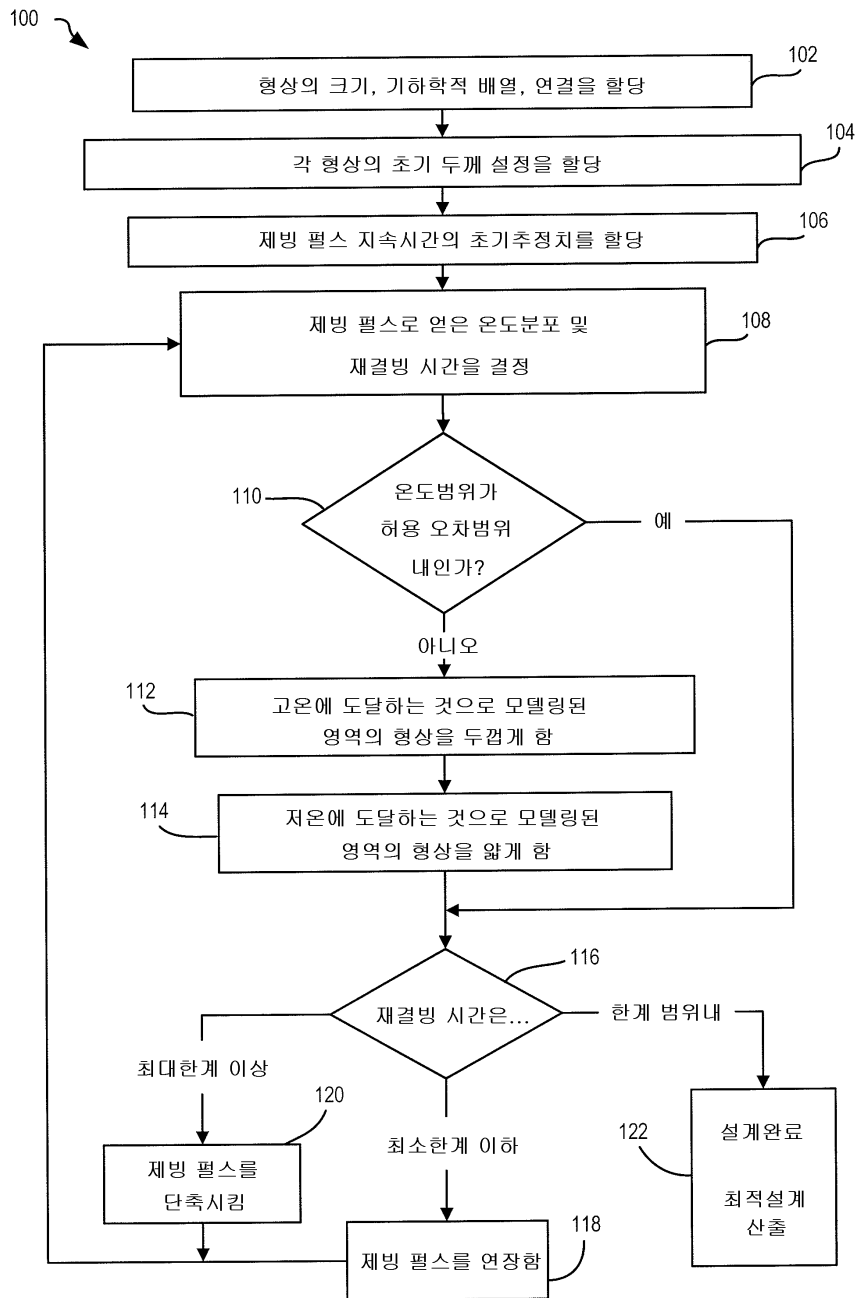 100
형상의 크기, 기하학적 배열, 연결을 할당
102
각 형상의 초기 두께 설정을 할당
104
제빙 펄스 지속시간의 초기추정치를 할당
106
제빙 펄스로 얻은 온도분포 및
재결빙 시간을 결정
108
110
온도범위가
허용 오차범위
내인가?
예
아니오
112
고온에 도달하는 것으로 모델링된
영역의 형상을 두껍게 함
114
저온에 도달하는 것으로 모델링된
영역의 형상을 얇게 함
116
재결빙 시간은...
한계 범위내
최대한계 이상
120
제빙 펄스를
단축시킴
최소한계 이하
118
제빙 펄스를 연장함
122
설계완료
최적설계
산출